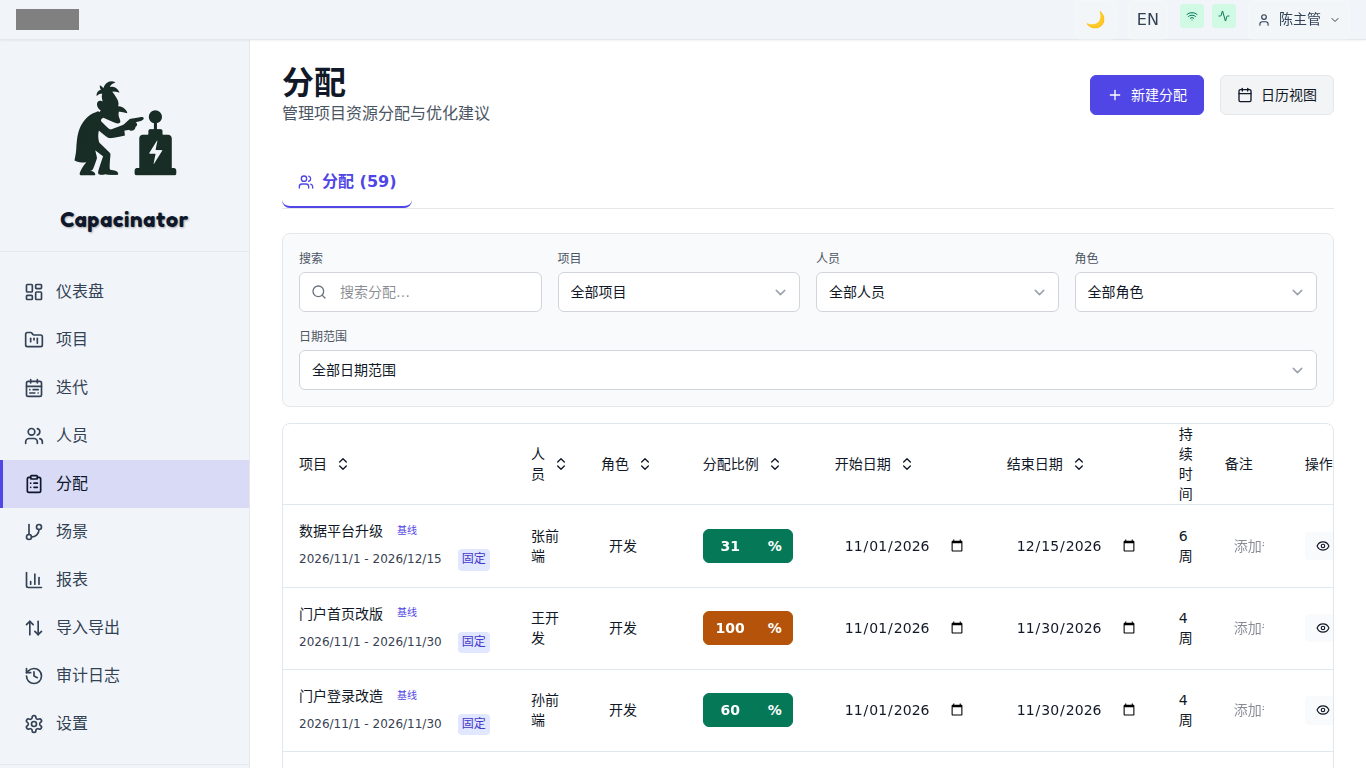 EN
陈主管
Capacinator
仪表盘
项目
迭代
人员
分配
场景
报表
导入导出
审计日志
设置
分配
管理项目资源分配与优化建议
新建分配
日历视图
分配 (59)
搜索
项目
人员
角色
搜索分配...
全部项目
全部人员
全部角色
日期范围
全部日期范围
项目
人员
角色
分配比例
开始日期
结束日期
持续时间
备注
操作
数据平台升级 基线
2026/11/1 - 2026/12/15 固定
张前端
开发
31 %
11/01/2026
12/15/2026
6 周
添加
门户首页改版 基线
2026/11/1 - 2026/11/30 固定
王开发
开发
100 %
11/01/2026
11/30/2026
4 周
添加
门户登录改造 基线
2026/11/1 - 2026/11/30 固定
孙前端
开发
60 %
11/01/2026
11/30/2026
4 周
添加